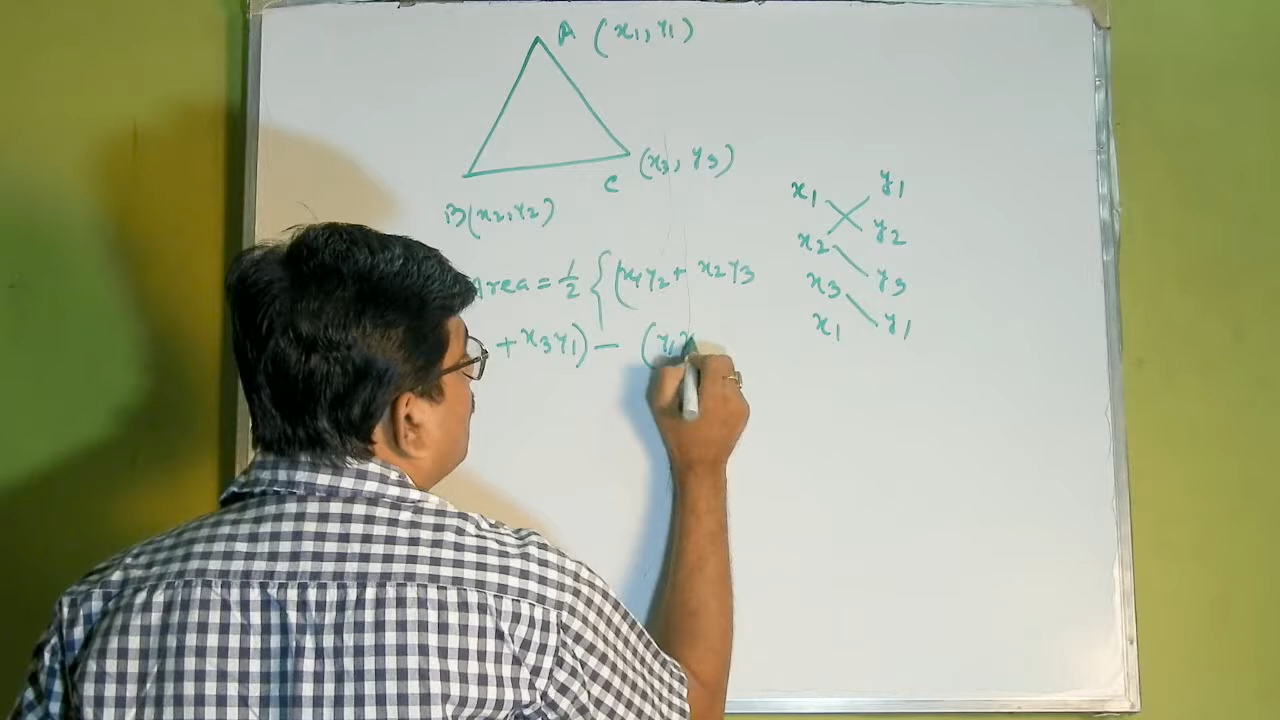 A (x1, y1)
C (x3, y3)
B(x2, y2)
Area = 1/2 { (x1y2 + x2y3
+ x3y1) - (y1x
x1 y1
x2 y2
x3 y3
x1 y1